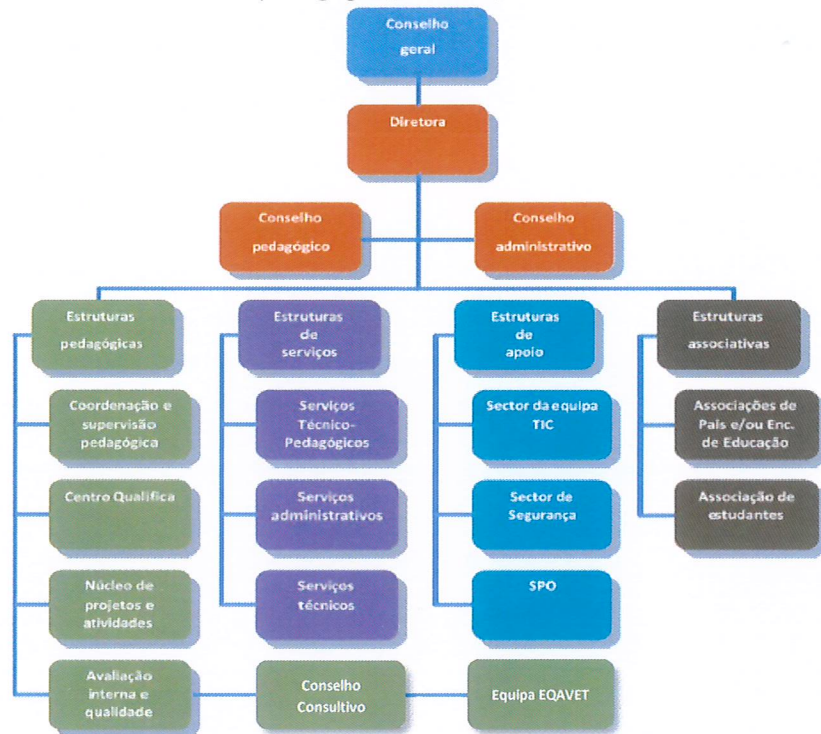 Conselho
geral
Diretora
Conselho
pedagógico
Conselho
administrativo
Estruturas
pedagógicas
Estruturas
de
serviços
Estruturas
de
apoio
Estruturas
associativas
Coordenação e
supervisão
pedagógica
Serviços
Técnico-
Pedagógicos
Sector da equipa
TIC
Associações de
Pais e/ou Enc.
de Educação
Centro Qualifica
Serviços
administrativos
Sector de
Segurança
Associação de
estudantes
Núcleo de
projetos e
atividades
Serviços
técnicos
SPO
Avaliação
interna e
qualidade
Conselho
Consultivo
Equipa EQAVET